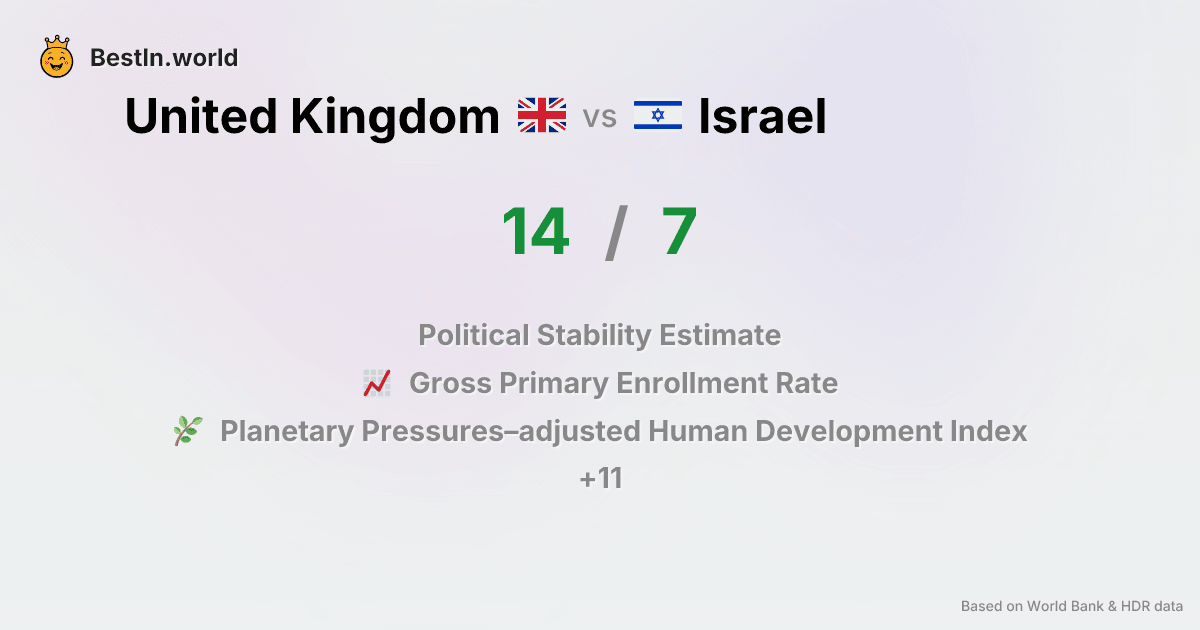 BestIn.world
United Kingdom vs Israel
14 / 7
Political Stability Estimate
Gross Primary Enrollment Rate
Planetary Pressures–adjusted Human Development Index
+11
Based on World Bank & HDR data